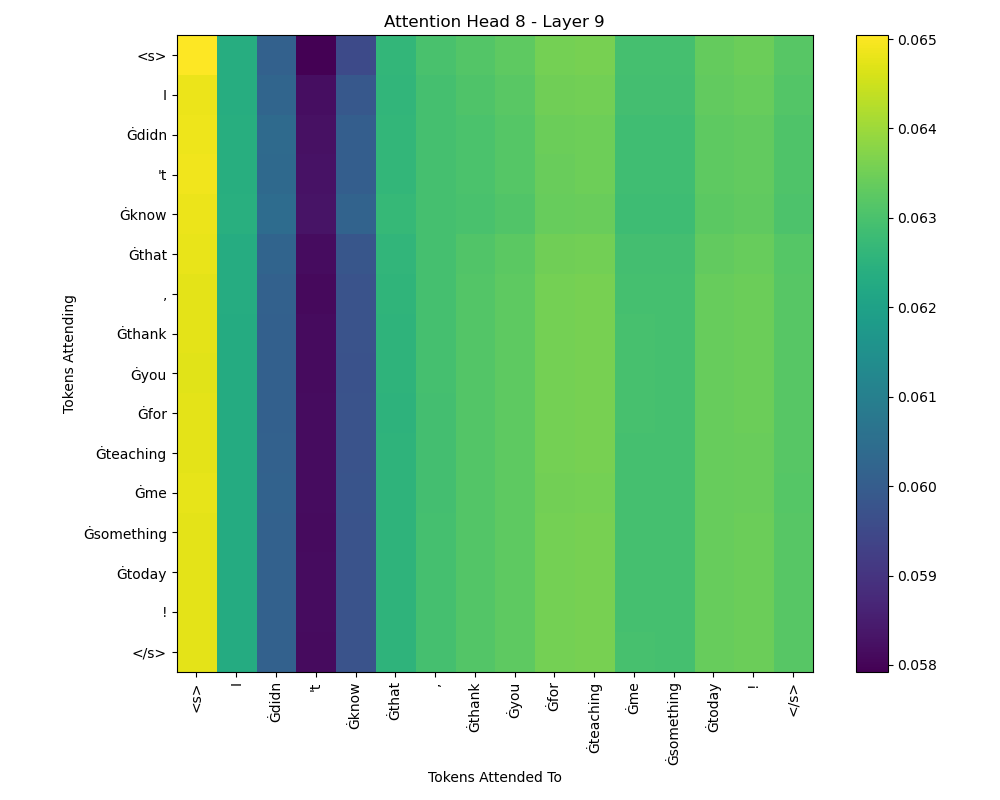 Attention Head 8 - Layer 9
Tokens Attending
<s>
I
Ġdidn
't
Ġknow
Ġthat
,
Ġthank
Ġyou
Ġfor
Ġteaching
Ġme
Ġsomething
Ġtoday
!
</s>
<s>
I
Ġdidn
't
Ġknow
Ġthat
,
Ġthank
Ġyou
Ġfor
Ġteaching
Ġme
Ġsomething
Ġtoday
!
</s>
Tokens Attended To
0.065
0.064
0.063
0.062
0.061
0.060
0.059
0.058